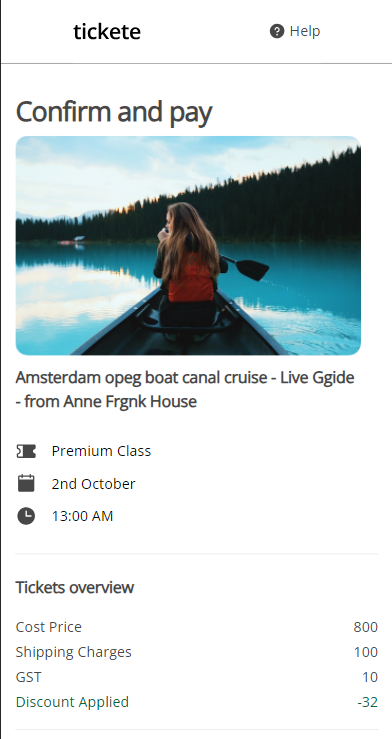 tickete
Help
Confirm and pay
Amsterdam opeg boat canal cruise - Live Ggide
- from Anne Frgnk House
Premium Class
2nd October
13:00 AM
Tickets overview
Cost Price 800
Shipping Charges 100
GST 10
Discount Applied -32